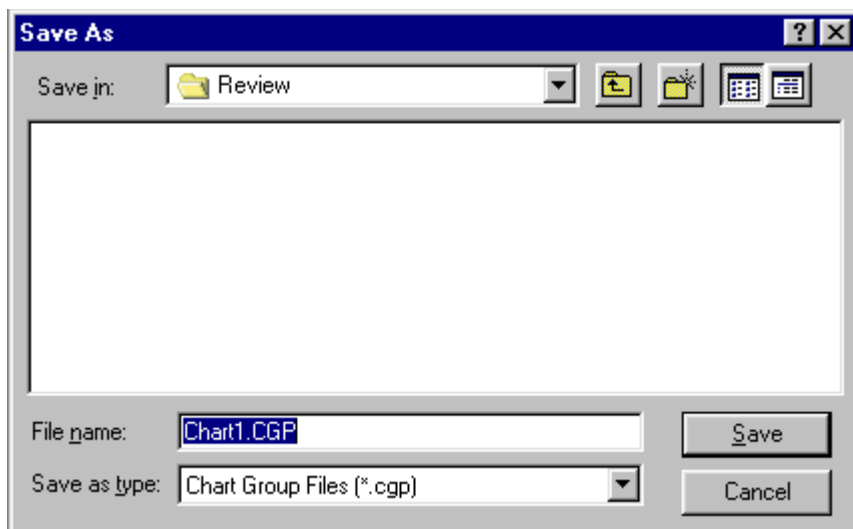 Save As
Save in: Review
File name: Chart1.CGP Save
Save as type: Chart Group Files (*.cgp) Cancel